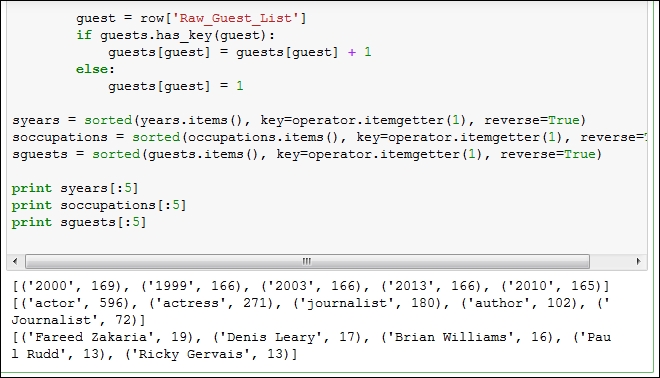 guest = row['Raw_Guest_List']
        if guests.has_key(guest):
            guests[guest] = guests[guest] + 1
        else:
            guests[guest] = 1

syears = sorted(years.items(), key=operator.itemgetter(1), reverse=True)
soccupations = sorted(occupations.items(), key=operator.itemgetter(1), reverse=
sguests = sorted(guests.items(), key=operator.itemgetter(1), reverse=True)

print syears[:5]
print soccupations[:5]
print sguests[:5]

[('2000', 169), ('1999', 166), ('2003', 166), ('2013', 166), ('2010', 165)]
[('actor', 596), ('actress', 271), ('journalist', 180), ('author', 102), ('
Journalist', 72)]
[('Fareed Zakaria', 19), ('Denis Leary', 17), ('Brian Williams', 16), ('Pau
l Rudd', 13), ('Ricky Gervais', 13)]